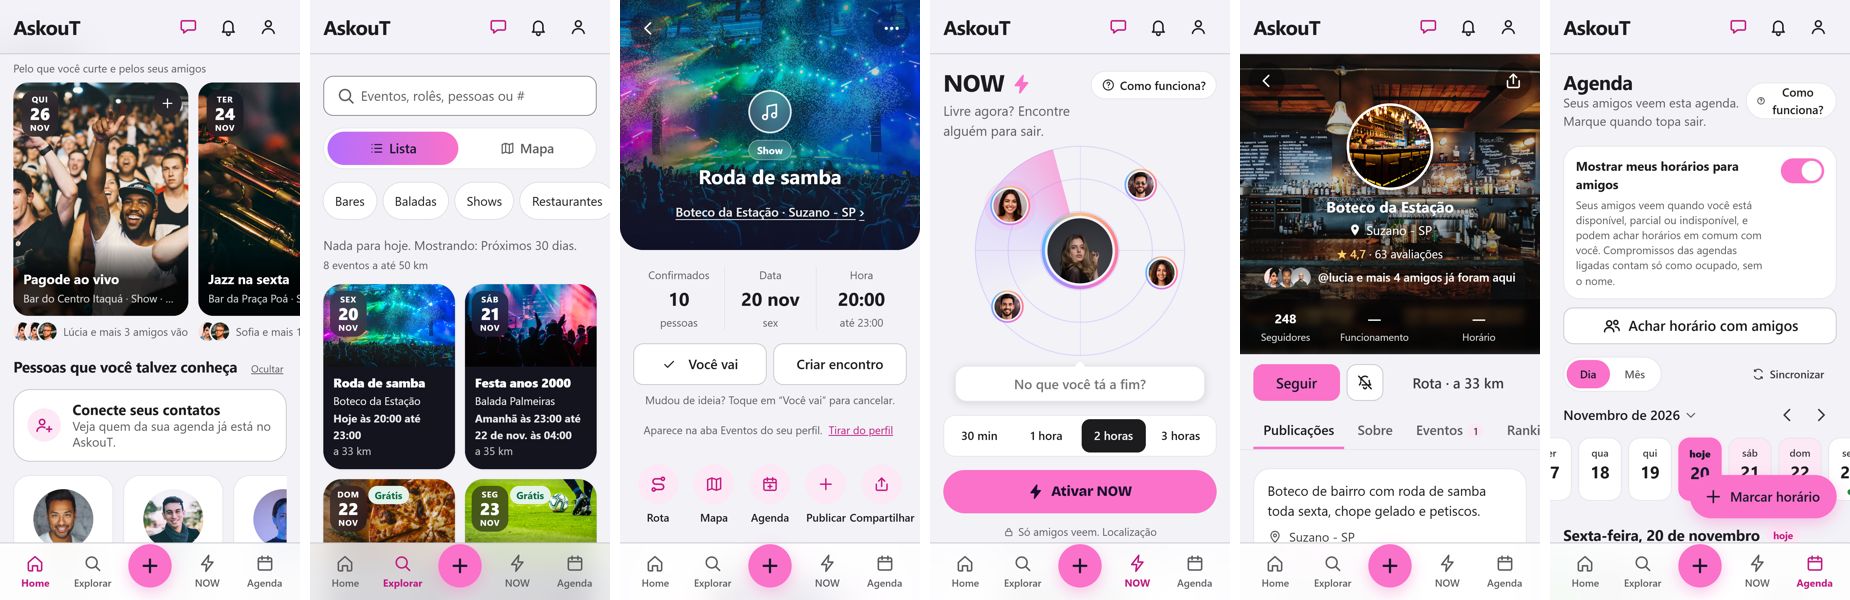 AskouT
Pelo que você curte e pelos seus amigos
QUI
26
NOV
Pagode ao vivo
Bar do Centro Itaquá · Show · ...
Lúcia e mais 3 amigos vão
TER
24
NOV
Jazz na sexta
Bar da Praça Poá · S
Sofia e mais 1
Pessoas que você talvez conheça
Ocultar
Conecte seus contatos
Veja quem da sua agenda já está no
AskouT.
Home
Explorar
NOW
Agenda
AskouT
Eventos, rolês, pessoas ou #
Lista
Mapa
Bares
Baladas
Shows
Restaurantes
Nada para hoje. Mostrando: Próximos 30 dias.
8 eventos a até 50 km
SEX
20
NOV
Roda de samba
Boteco da Estação
Hoje às 20:00 até
23:00
a 33 km
SÁB
21
NOV
Festa anos 2000
Balada Palmeiras
Amanhã às 23:00 até
22 de nov. às 04:00
a 35 km
DOM
22
NOV
Grátis
SEG
23
NOV
Grátis
Home
Explorar
NOW
Agenda
Show
Roda de samba
Boteco da Estação · Suzano - SP ›
Confirmados
10
pessoas
Data
20 nov
sex
Hora
20:00
até 23:00
Você vai
Criar encontro
Mudou de ideia? Toque em “Você vai” para cancelar.
Aparece na aba Eventos do seu perfil. Tirar do perfil
Rota
Mapa
Agenda
Publicar
Compartilhar
Home
Explorar
NOW
Agenda
AskouT
NOW
Como funciona?
Livre agora? Encontre
alguém para sair.
No que você tá a fim?
30 min
1 hora
2 horas
3 horas
Ativar NOW
Só amigos veem. Localização
Home
Explorar
NOW
Agenda
AskouT
Boteco da Estação
Suzano - SP
4,7 · 63 avaliações
@lucia e mais 4 amigos já foram aqui
248
Seguidores
—
Funcionamento
—
Horário
Seguir
Rota · a 33 km
Publicações
Sobre
Eventos 1
Ranki
Boteco de bairro com roda de samba
toda sexta, chope gelado e petiscos.
Suzano - SP
Home
Explorar
NOW
Agenda
AskouT
Agenda
Seus amigos veem esta agenda.
Marque quando topa sair.
Como
funciona?
Mostrar meus horários para
amigos
Seus amigos veem quando você está
disponível, parcial ou indisponível, e
podem achar horários em comum com
você. Compromissos das agendas
ligadas contam só como ocupado, sem
o nome.
Achar horário com amigos
Dia
Mês
Sincronizar
Novembro de 2026
7
qua
18
qui
19
hoje
20
sáb
21
dom
22
se
2
Marcar horário
Sexta-feira, 20 de novembro hoje
Home
Explorar
NOW
Agenda